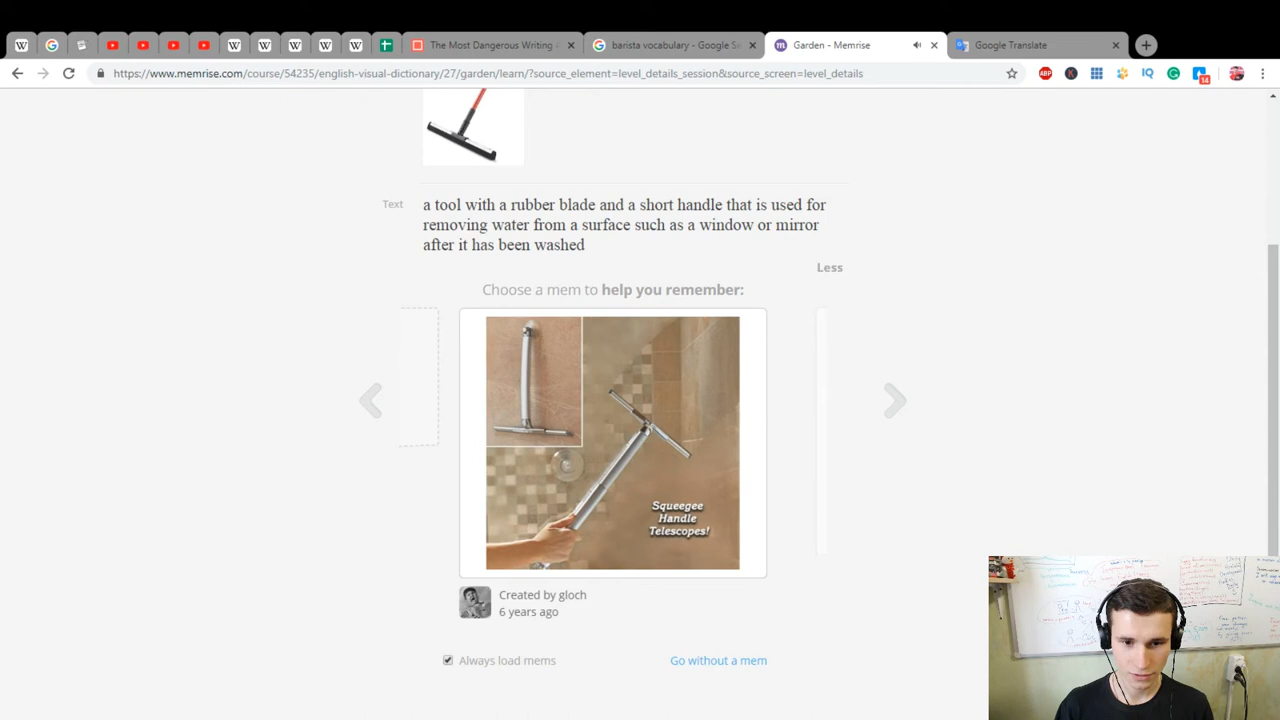 The Most Dangerous Writing
barista vocabulary - Google Se
Garden - Memrise
Google Translate
https://www.memrise.com/course/54235/english-visual-dictionary/27/garden/learn/?source_element=level_details_session&source_screen=level_details
ABP
K
IQ
G
14
Text
a tool with a rubber blade and a short handle that is used for
removing water from a surface such as a window or mirror
after it has been washed
Less
Choose a mem to help you remember:
Squeegee
Handle
Telescopes!
Created by gloch
6 years ago
Always load mems
Go without a mem